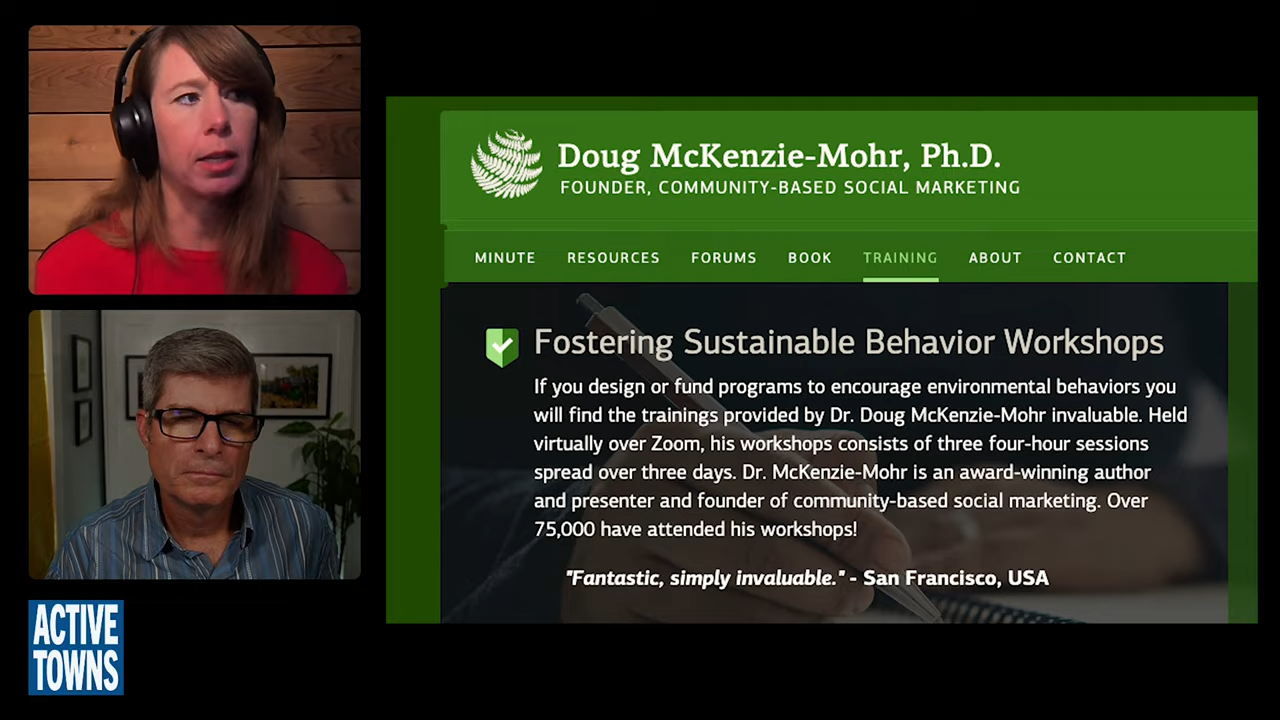 Doug McKenzie-Mohr, Ph.D.
FOUNDER, COMMUNITY-BASED SOCIAL MARKETING
MINUTE RESOURCES FORUMS BOOK TRAINING ABOUT CONTACT
Fostering Sustainable Behavior Workshops
If you design or fund programs to encourage environmental behaviors you
will find the trainings provided by Dr. Doug McKenzie-Mohr invaluable. Held
virtually over Zoom, his workshops consists of three four-hour sessions
spread over three days. Dr. McKenzie-Mohr is an award-winning author
and presenter and founder of community-based social marketing. Over
75,000 have attended his workshops!
"Fantastic, simply invaluable." - San Francisco, USA
ACTIVE
TOWNS